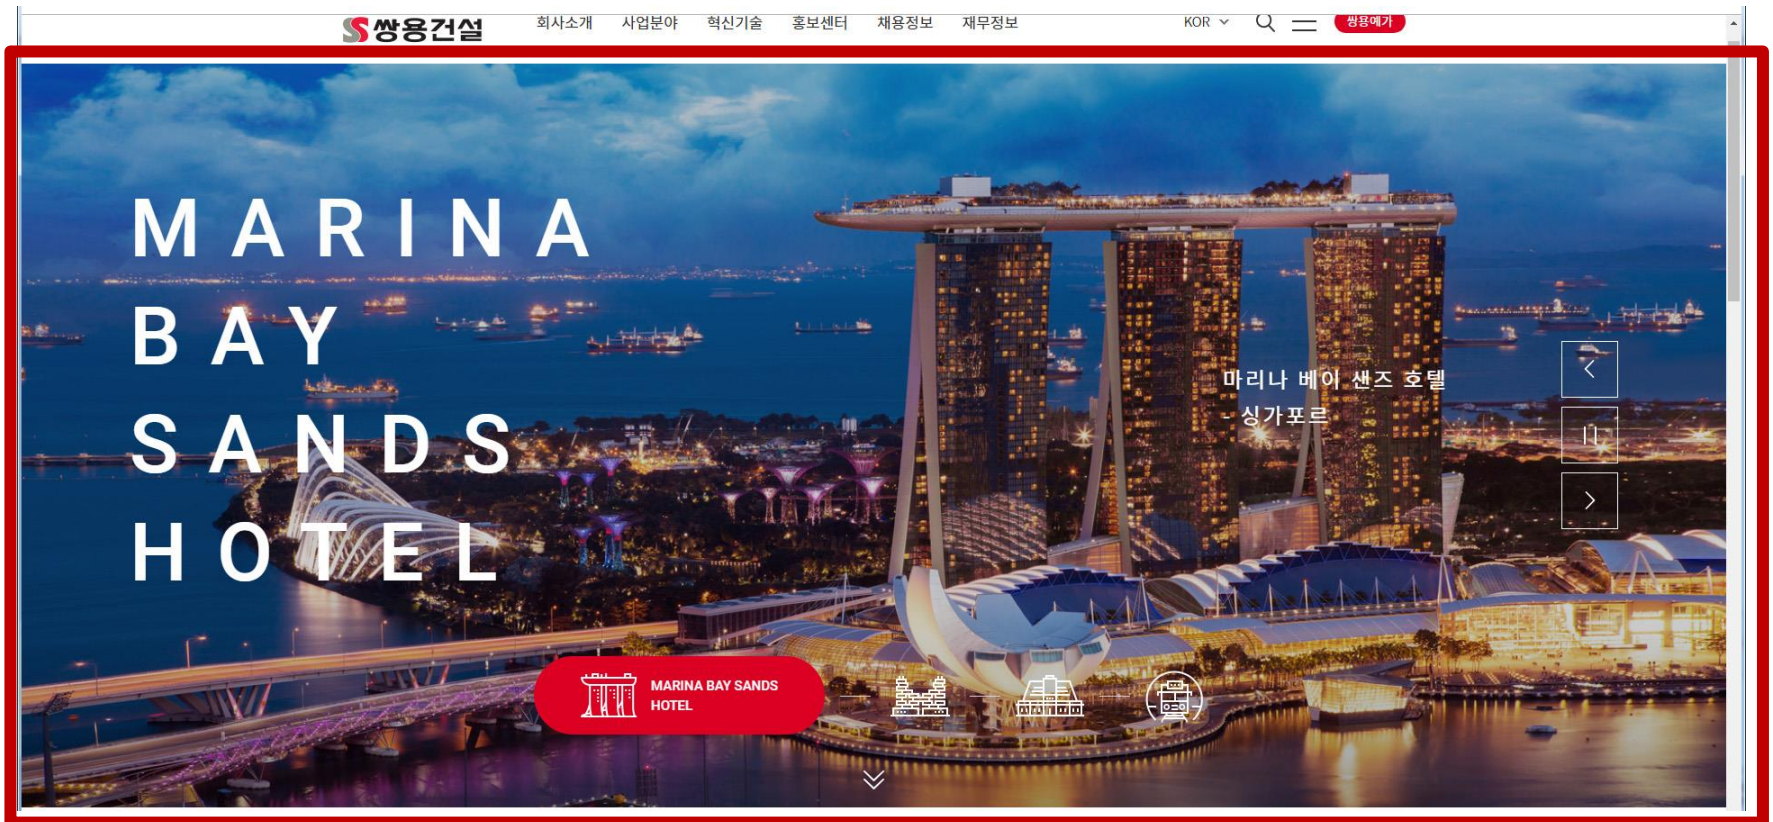 쌍용건설
회사소개 사업분야 혁신기술 홍보센터 채용정보 재무정보
KOR
쌍용예가
MARINA
BAY
SANDS
HOTEL
마리나 베이 샌즈 호텔
- 싱가포르
MARINA BAY SANDS
HOTEL